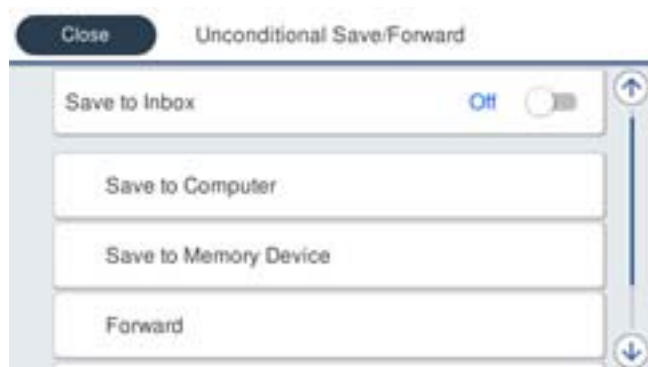 Close Unconditional Save/Forward
Save to Inbox Off
Save to Computer
Save to Memory Device
Forward